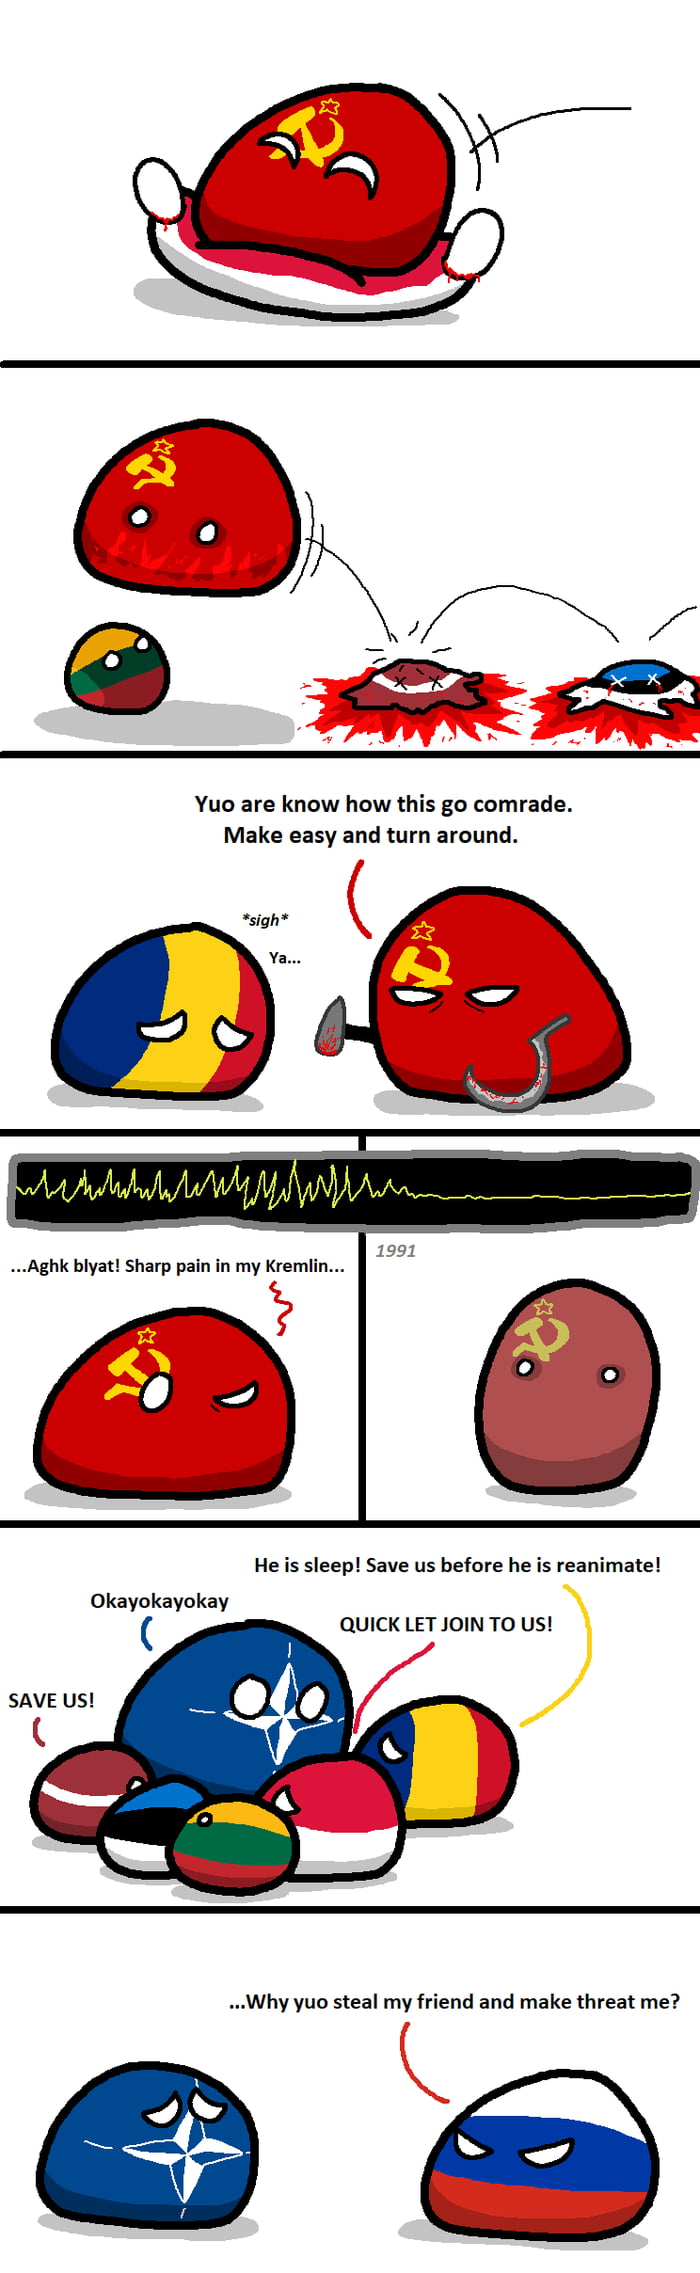 Yuo are know how this go comrade.
Make easy and turn around.
*sigh*
Ya...
...Aghk blyat! Sharp pain in my Kremlin...
1991
He is sleep! Save us before he is reanimate!
Okayokayokay
QUICK LET JOIN TO US!
SAVE US!
...Why yuo steal my friend and make threat me?